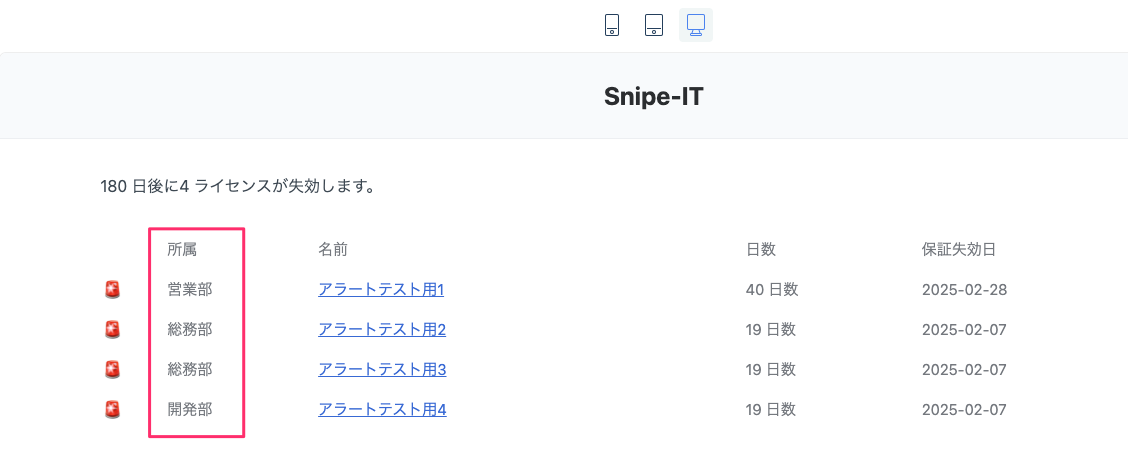 Snipe-IT
180 日後に4 ライセンスが失効します。
所属 名前 日数 保証失効日
営業部 アラートテスト用1 40 日数 2025-02-28
総務部 アラートテスト用2 19 日数 2025-02-07
総務部 アラートテスト用3 19 日数 2025-02-07
開発部 アラートテスト用4 19 日数 2025-02-07